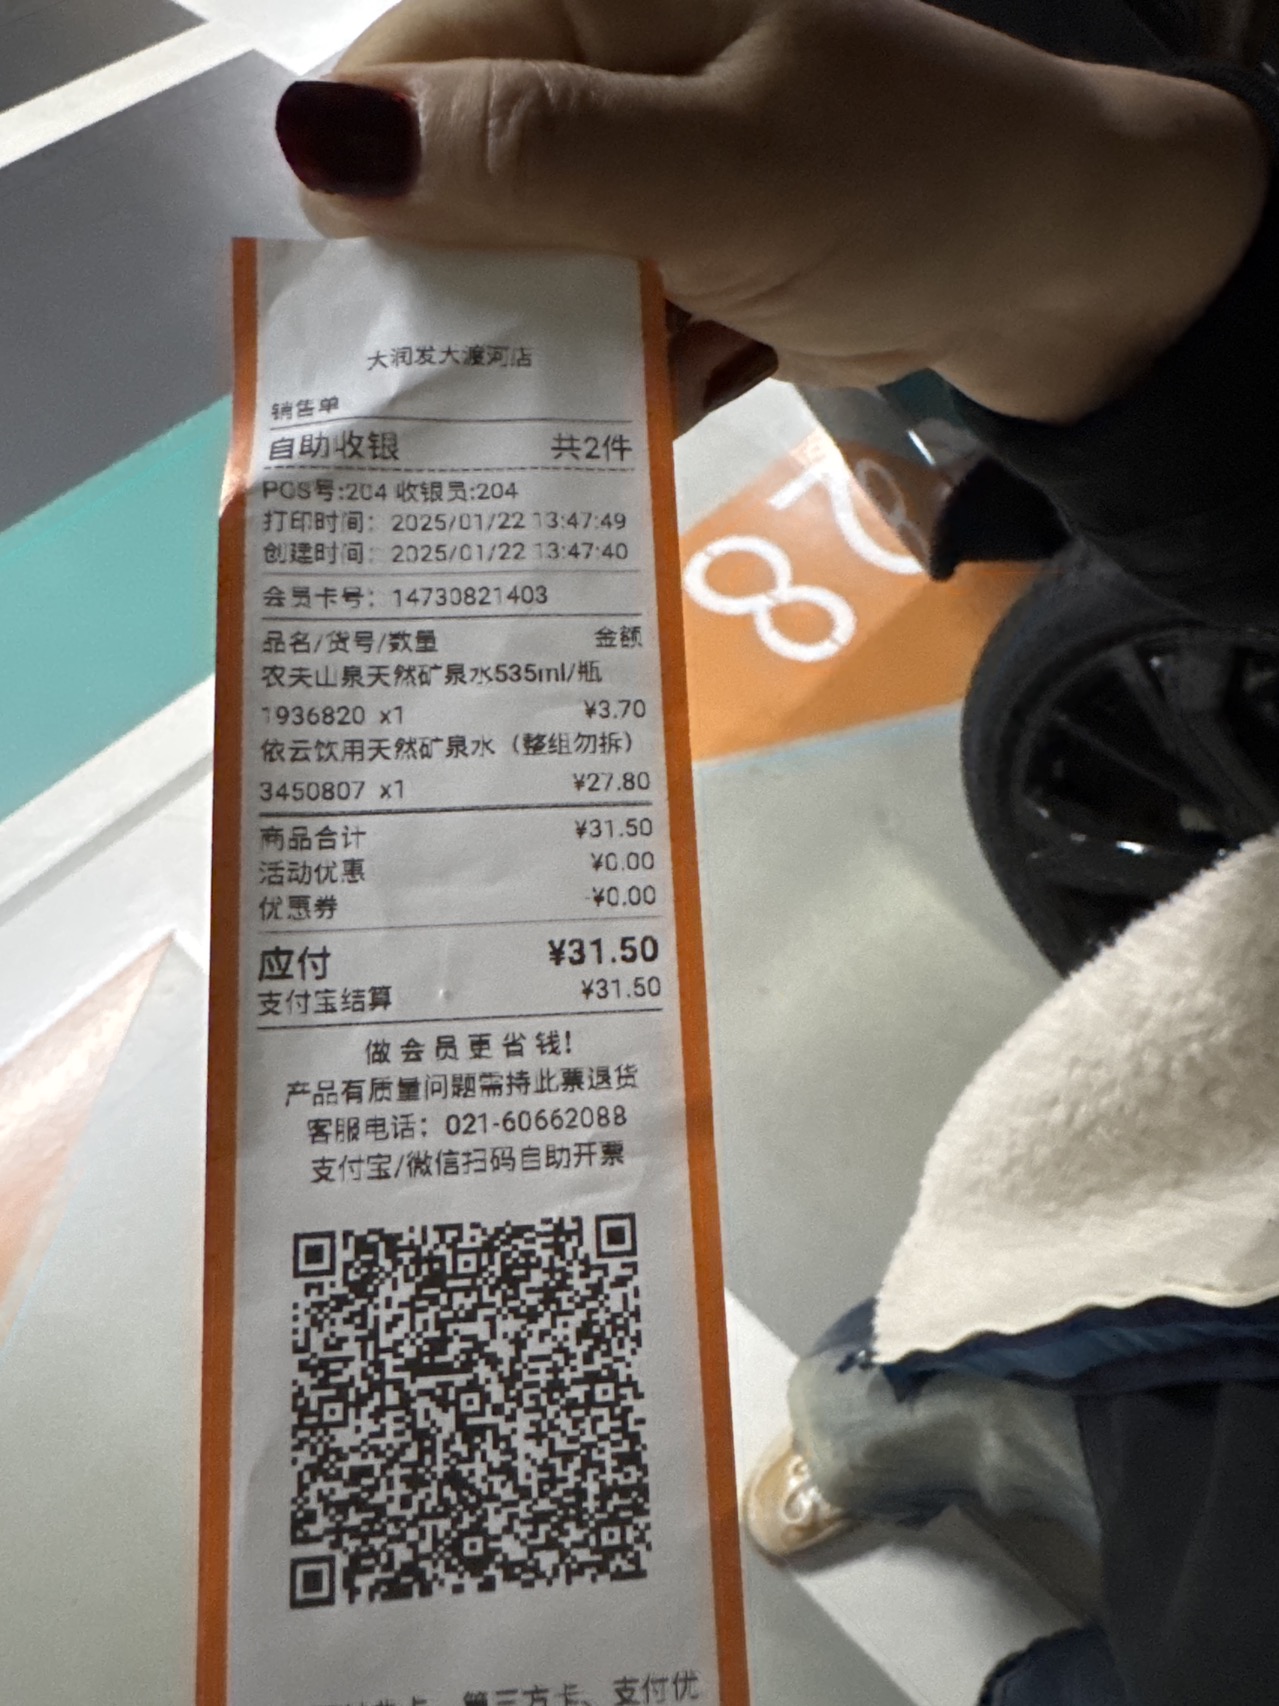 大润发大渡河店
销售单
自助收银 共2件
POS号:204 收银员:204
打印时间： 2025/01/22 13:47:49
创建时间： 2025/01/22 13:47:40
会员卡号： 14730821403
品名/货号/数量 金额
农夫山泉天然矿泉水535ml/瓶
1936820 x1 ¥3.70
依云饮用天然矿泉水（整组勿拆）
3450807 x1 ¥27.80
商品合计 ¥31.50
活动优惠 ¥0.00
优惠券 -¥0.00
应付 ¥31.50
支付宝结算 ¥31.50
做会员更省钱!
产品有质量问题需持此票退货
客服电话： 021-60662088
支付宝/微信扫码自助开票
第三方卡、支付优
8